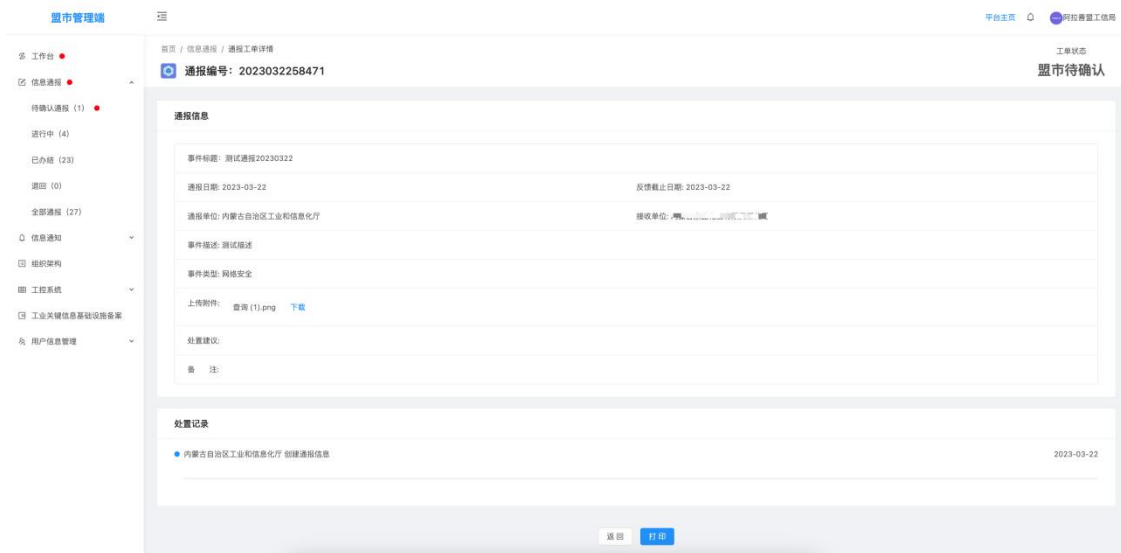 盟市管理端
平台主页
阿拉善盟工信局
工作台
信息通报
待确认通报 (1)
进行中 (4)
已办结 (23)
退回 (0)
全部通报 (27)
信息通知
组织架构
工控系统
工业关键信息基础设施备案
用户信息管理
首页 / 信息通报 / 通报工单详情
通报编号：2023032258471
工单状态
盟市待确认
通报信息
事件标题：测试通报20230322
通报日期: 2023-03-22
反馈截止日期: 2023-03-22
通报单位: 内蒙古自治区工业和信息化厅
接收单位:
事件描述: 测试描述
事件类型: 网络安全
上传附件: 查询 (1).png 下载
处置建议:
备 注:
处置记录
内蒙古自治区工业和信息化厅 创建通报信息
2023-03-22
返回
打印